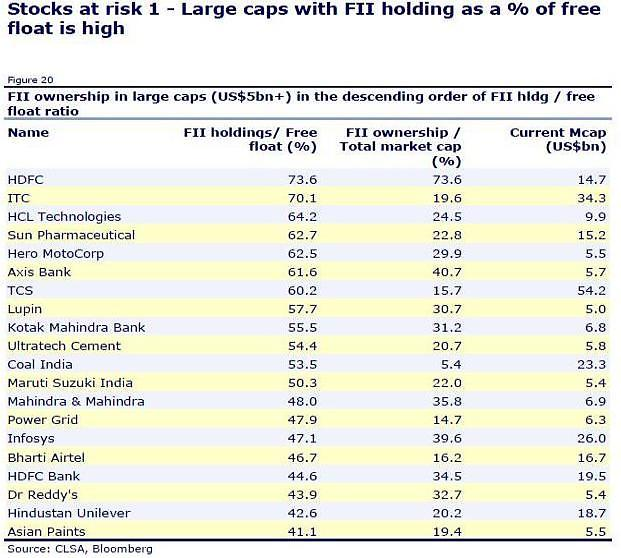 Stocks at risk 1 - Large caps with FII holding as a % of free
float is high
Figure 20
FII ownership in large caps (US$5bn+) in the descending order of FII hldg / free
float ratio
Name FII holdings/ Free FII ownership / Current Mcap
float (%) Total market cap (US$bn)
(%)
HDFC 73.6 73.6 14.7
ITC 70.1 19.6 34.3
HCL Technologies 64.2 24.5 9.9
Sun Pharmaceutical 62.7 22.8 15.2
Hero MotoCorp 62.5 29.9 5.5
Axis Bank 61.6 40.7 5.7
TCS 60.2 15.7 54.2
Lupin 57.7 30.7 5.0
Kotak Mahindra Bank 55.5 31.2 6.8
Ultratech Cement 54.4 20.7 5.8
Coal India 53.5 5.4 23.3
Maruti Suzuki India 50.3 22.0 5.4
Mahindra & Mahindra 48.0 35.8 6.9
Power Grid 47.9 14.7 6.3
Infosys 47.1 39.6 26.0
Bharti Airtel 46.7 16.2 16.7
HDFC Bank 44.6 34.5 19.5
Dr Reddy's 43.9 32.7 5.4
Hindustan Unilever 42.6 20.2 18.7
Asian Paints 41.1 19.4 5.5
Source: CLSA, Bloomberg